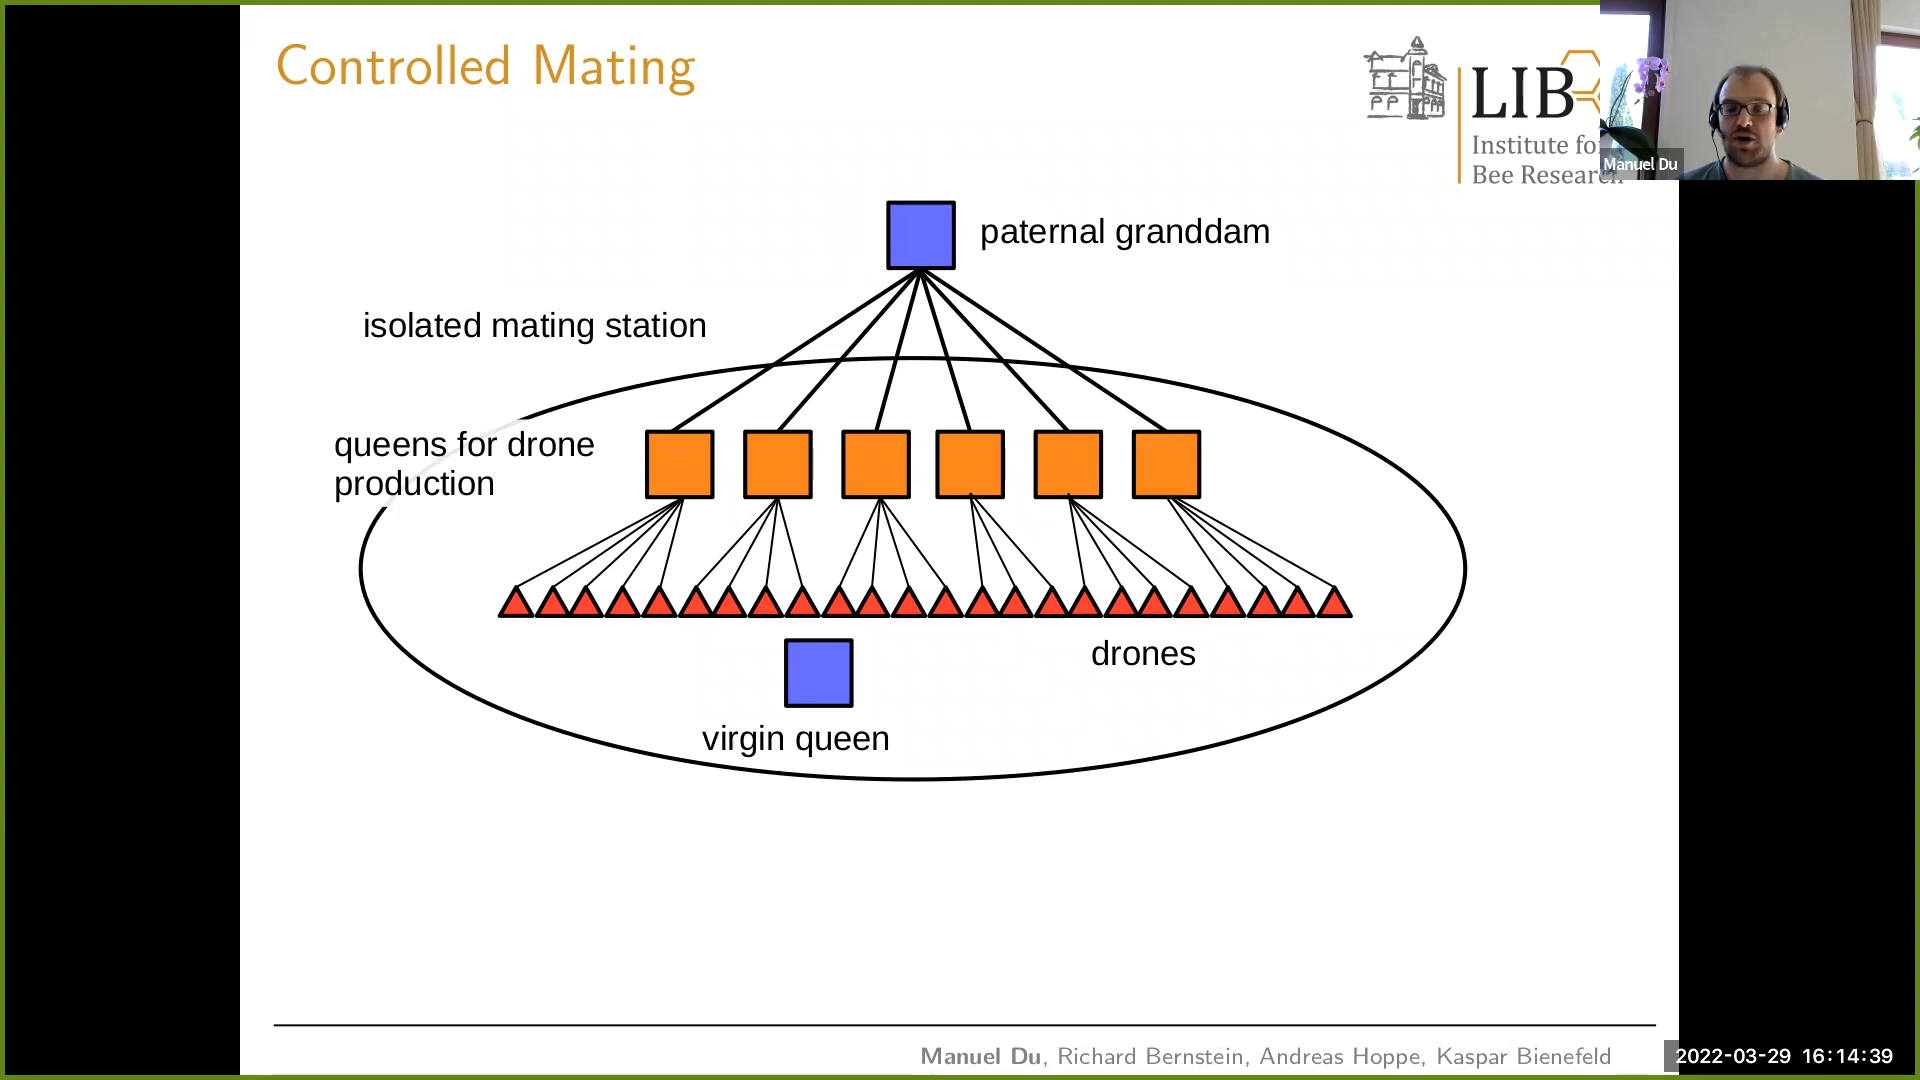 Controlled Mating
LIB
Institute for
Bee Research
Manuel Du
paternal granddam
isolated mating station
queens for drone
production
drones
virgin queen
Manuel Du, Richard Bernstein, Andreas Hoppe, Kaspar Bienefeld
2022-03-29 16:14:39